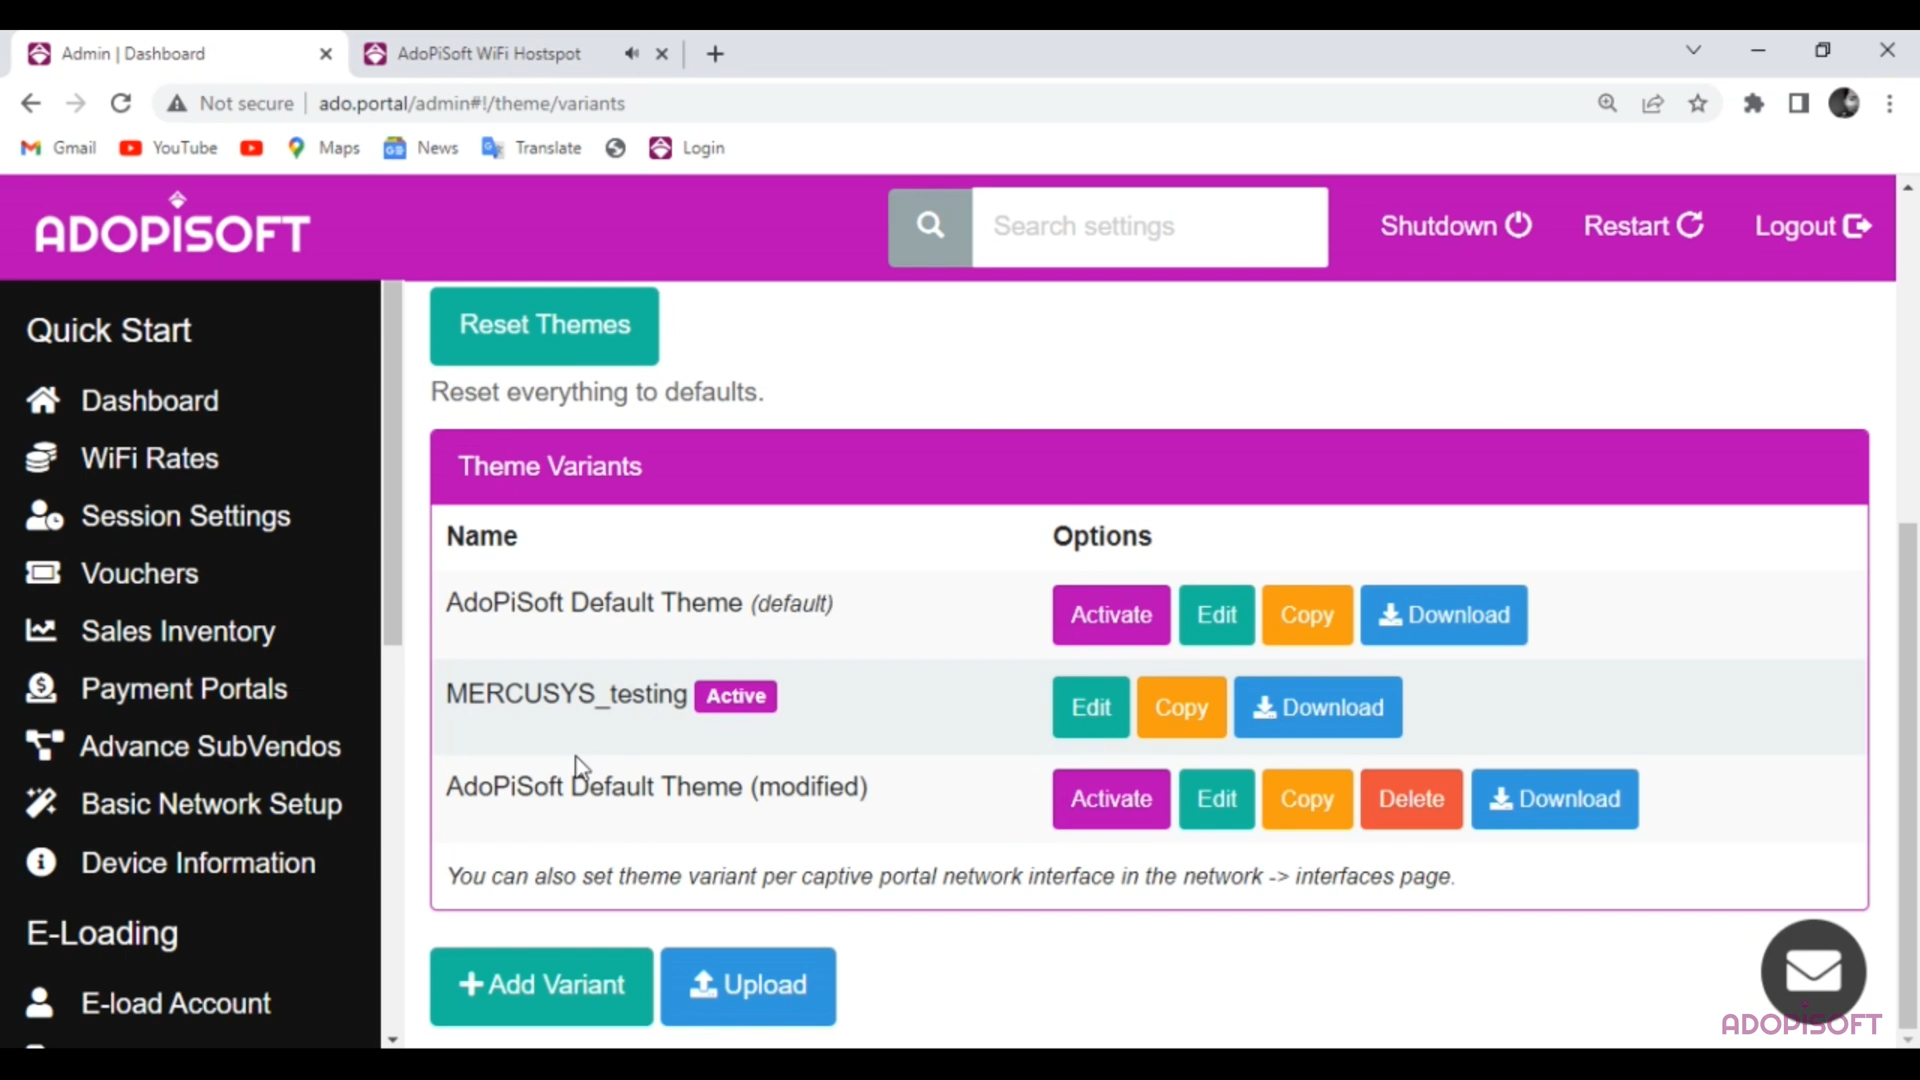 Admin | Dashboard
AdoPiSoft WiFi Hostspot
Not secure
ado.portal/admin#!/theme/variants
Gmail
YouTube
Maps
News
Translate
Login
ADOPiSOFT
Search settings
Shutdown
Restart
Logout
Quick Start
Dashboard
WiFi Rates
Session Settings
Vouchers
Sales Inventory
Payment Portals
Advance SubVendos
Basic Network Setup
Device Information
E-Loading
E-load Account
Reset Themes
Reset everything to defaults.
Theme Variants
Name Options
AdoPiSoft Default Theme (default) Activate Edit Copy Download
MERCUSYS_testing Active Edit Copy Download
AdoPiSoft Default Theme (modified) Activate Edit Copy Delete Download
You can also set theme variant per captive portal network interface in the network -> interfaces page.
+ Add Variant
Upload
ADOPiSOFT